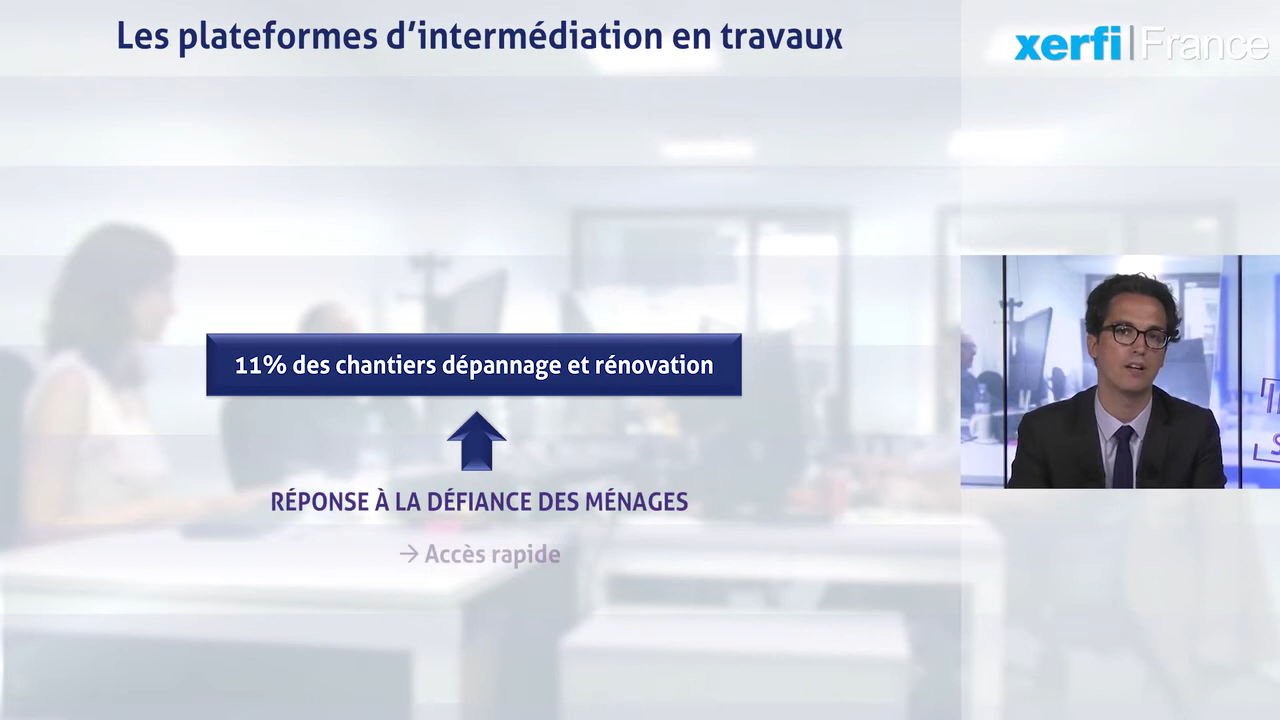 Les plateformes d’intermédiation en travaux
xerfi|France
11% des chantiers dépannage et rénovation
RÉPONSE À LA DÉFIANCE DES MÉNAGES
→ Accès rapide